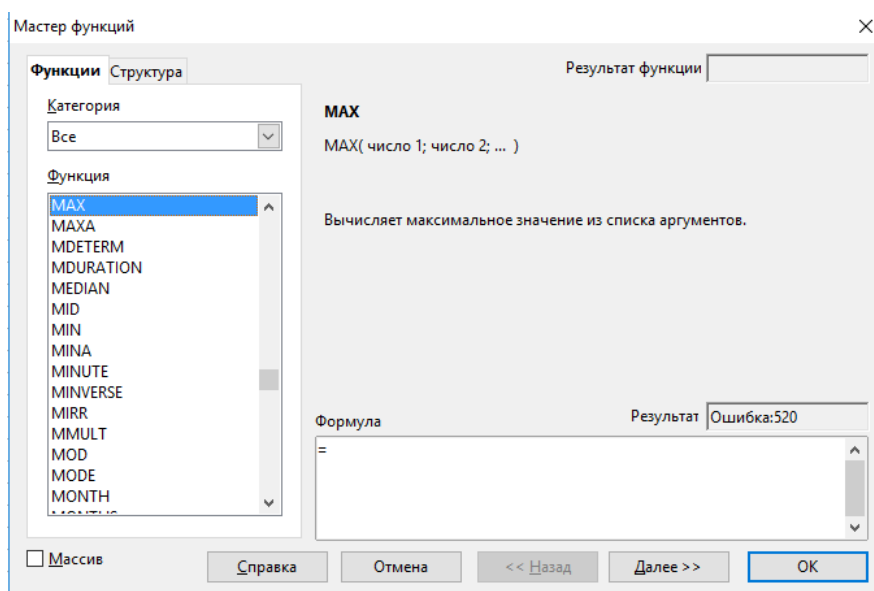 Мастер функций
Функции Структура
Результат функции
Категория
Все
Функция
MAX
MAXA
MDETERM
MDURATION
MEDIAN
MID
MIN
MINA
MINUTE
MINVERSE
MIRR
MMULT
MOD
MODE
MONTH
MAX
MAX( число 1; число 2; ... )
Вычисляет максимальное значение из списка аргументов.
Формула
Результат Ошибка:520
=
Массив
Справка
Отмена
<< Назад
Далее >>
OK